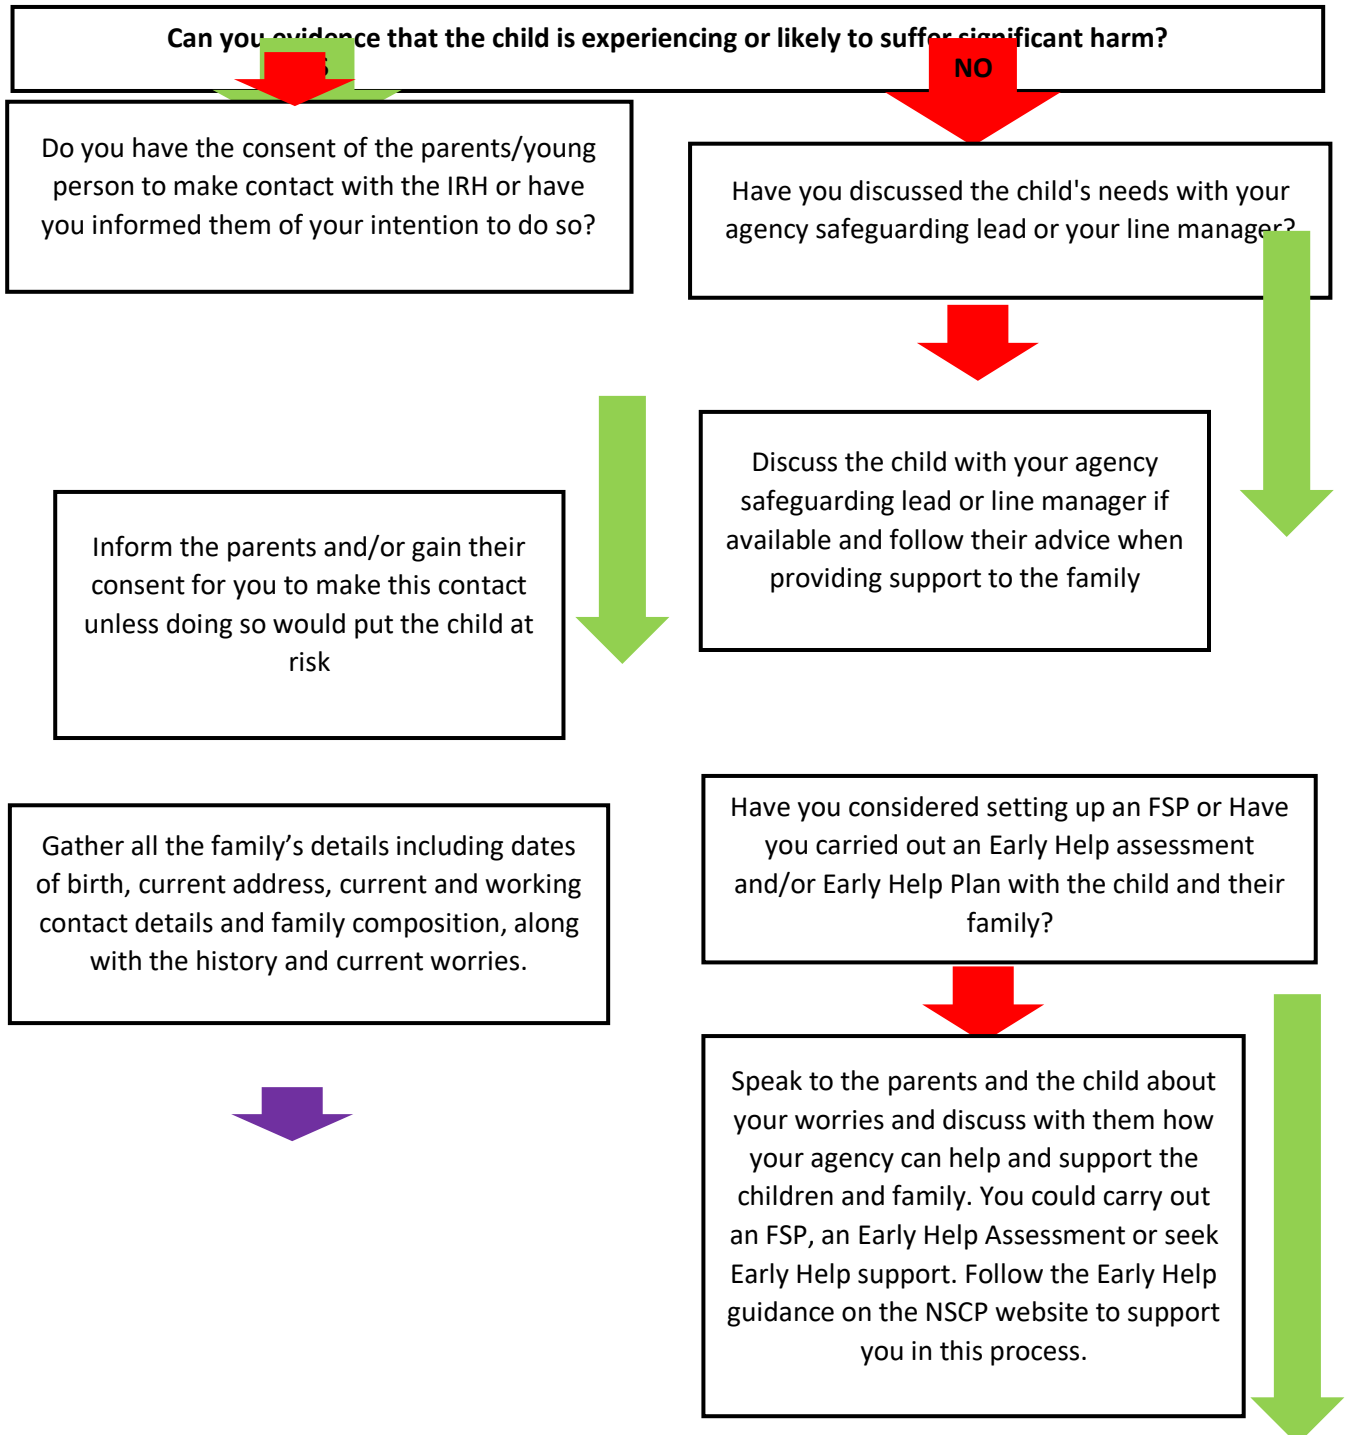 Can you evidence that the child is experiencing or likely to suffer significant harm?
NO
Do you have the consent of the parents/young
person to make contact with the IRH or have
you informed them of your intention to do so?
Have you discussed the child's needs with your
agency safeguarding lead or your line manager?
Inform the parents and/or gain their
consent for you to make this contact
unless doing so would put the child at
risk
Discuss the child with your agency
safeguarding lead or line manager if
available and follow their advice when
providing support to the family
Gather all the family’s details including dates
of birth, current address, current and working
contact details and family composition, along
with the history and current worries.
Have you considered setting up an FSP or Have
you carried out an Early Help assessment
and/or Early Help Plan with the child and their
family?
Speak to the parents and the child about
your worries and discuss with them how
your agency can help and support the
children and family. You could carry out
an FSP, an Early Help Assessment or seek
Early Help support. Follow the Early Help
guidance on the NSCP website to support
you in this process.